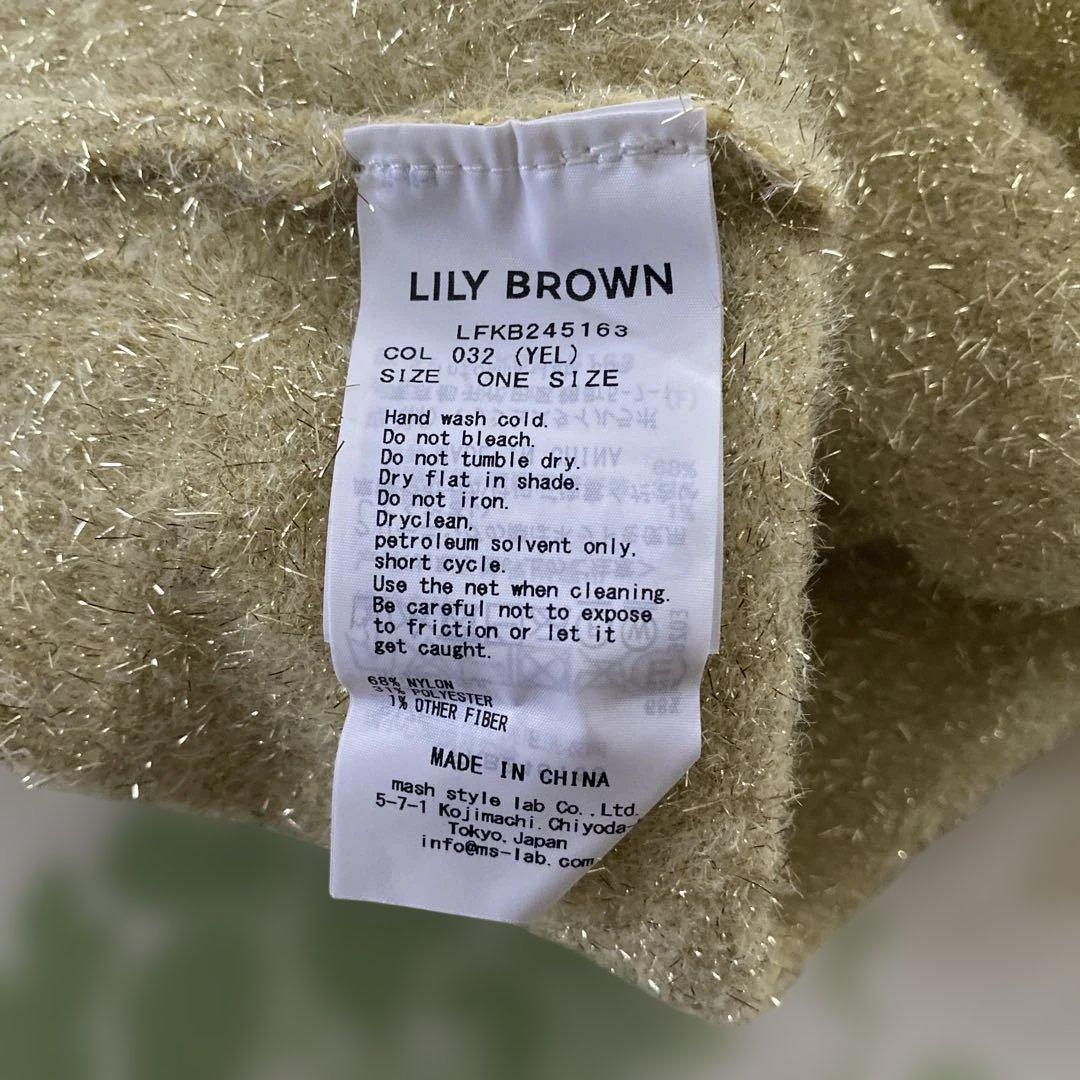 LILY BROWN
LFKB245163
COL 032 (YEL)
SIZE ONE SIZE
Hand wash cold.
Do not bleach.
Do not tumble dry.
Dry flat in shade.
Do not iron.
Dryclean,
petroleum solvent only,
short cycle.
Use the net when cleaning.
Be careful not to expose
to friction or let it
get caught.
68% NYLON
31% POLYESTER
1% OTHER FIBER
MADE IN CHINA
mash style lab Co.,Ltd.
5-7-1 Kojimachi.Chiyoda-
Tokyo.Japan
info@ms-lab.com